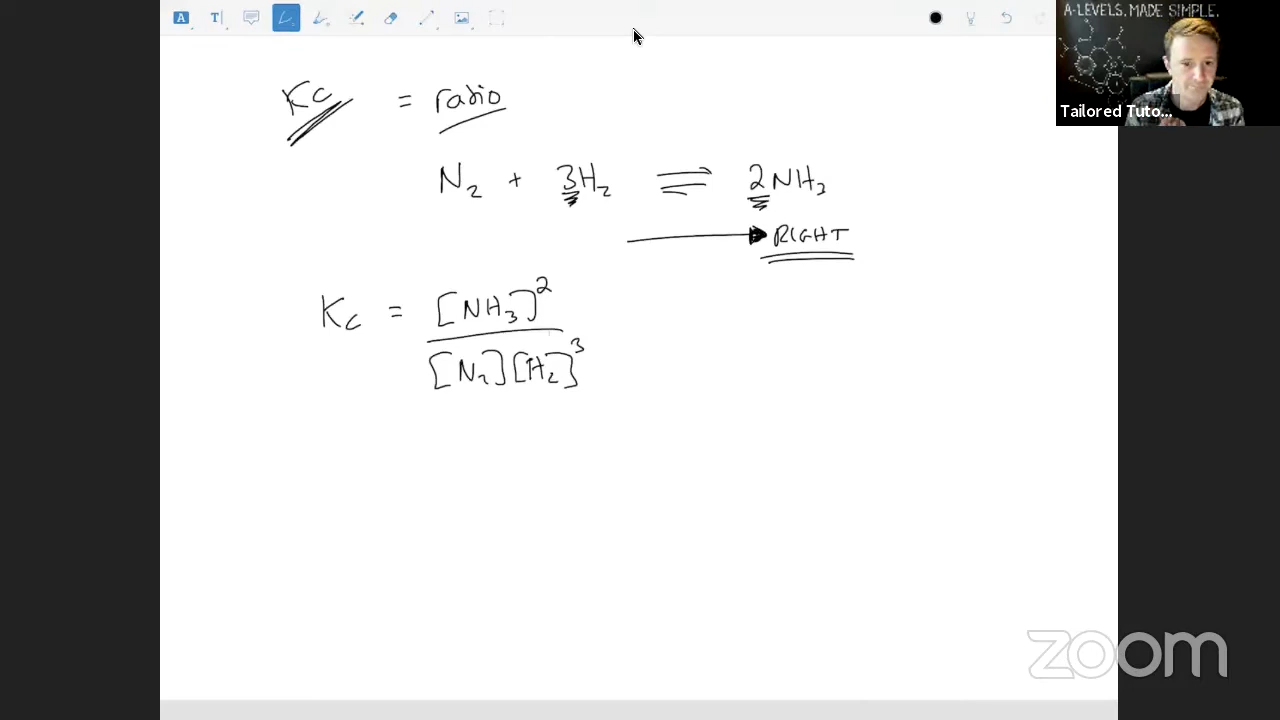 A-LEVELS. MADE SIMPLE.
Tailored Tuto...
A T
Kc = ratio
N₂ + 3H₂ ⇌ 2NH₃
RIGHT
Kc = [NH₃]²
[N₂][H₂]³
zoom